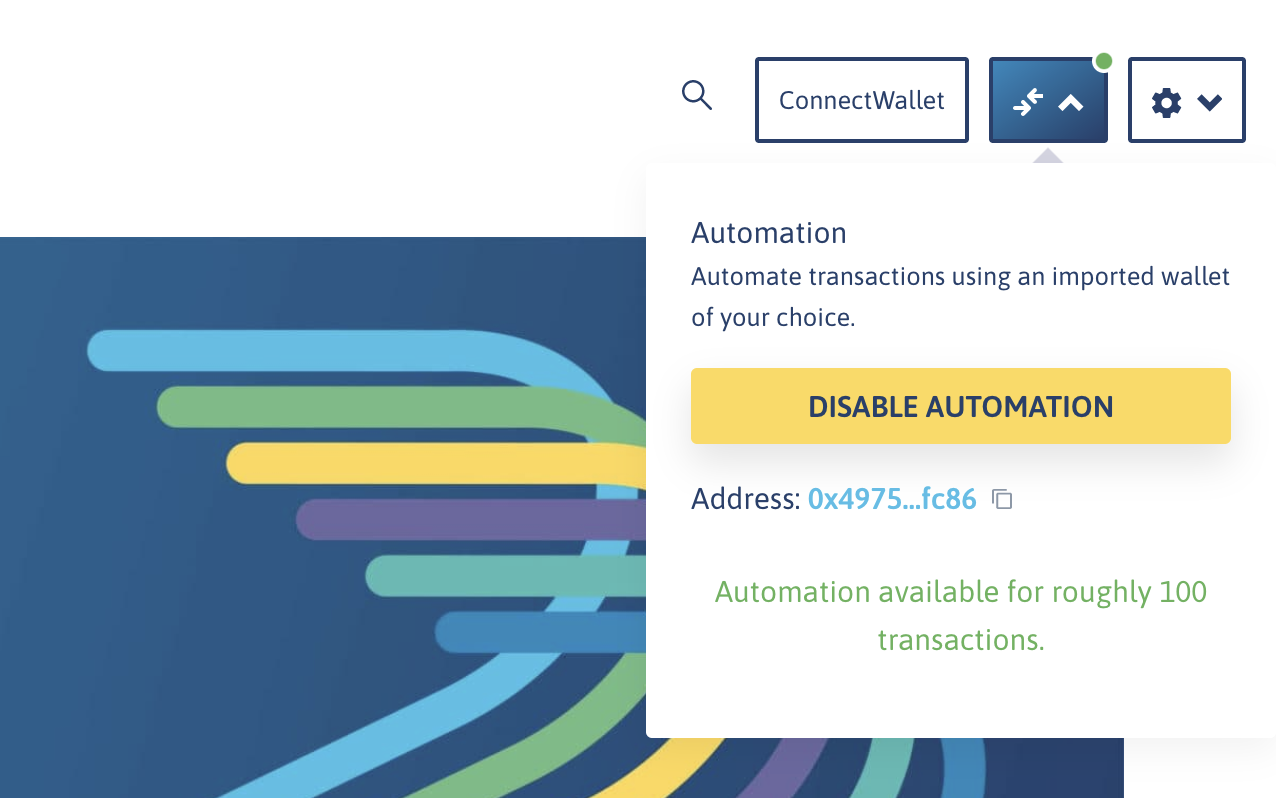 ConnectWallet
Automation
Automate transactions using an imported wallet
of your choice.
DISABLE AUTOMATION
Address: 0x4975...fc86
Automation available for roughly 100
transactions.